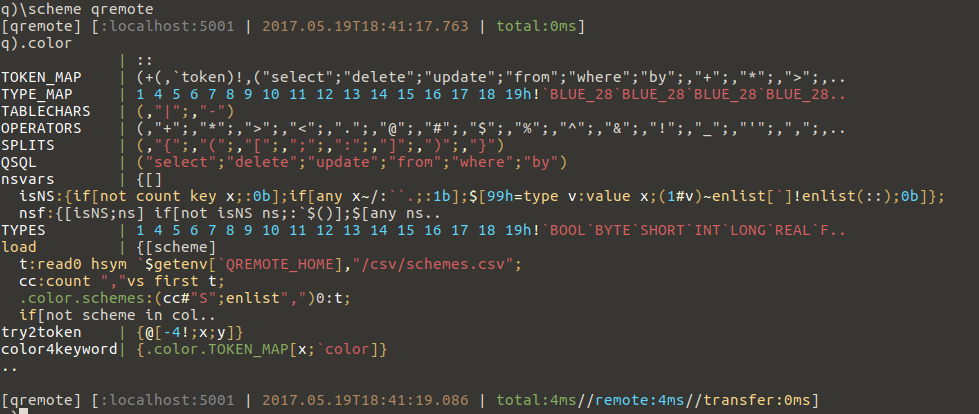 q)\scheme qremote
[qremote] [:localhost:5001 | 2017.05.19T18:41:17.763 | total:0ms]
q).color
| ::
TOKEN_MAP | (+(,`token)!,("select";"delete";"update";"from";"where";"by";,"+";,"*";,">";,..
TYPE_MAP | 1 4 5 6 7 8 9 10 11 12 13 14 15 16 17 18 19h!`BLUE_28`BLUE_28`BLUE_28`BLUE_28..
TABLECHARS | (,"|";,"-")
OPERATORS | (,"+";,"*";,">";,"<";,".";,"@";,"#";,"$";,"%";,"^";,"&";,"!";,"_";,"'";,",";,..
SPLITS | (,"{";,"(";,"[";,";";,":";,"]";,")";,"}")
QSQL | ("select";"delete";"update";"from";"where";"by")
nsvars | {[]
isNS:{if[not count key x;:0b];if[any x~/:``.;:1b];$[99h=type v:value x;(1#v)~enlist[`]!enlist(::);0b]};
nsf:{[isNS;ns] if[not isNS ns;:`$()];$[any ns..
TYPES | 1 4 5 6 7 8 9 10 11 12 13 14 15 16 17 18 19h!`BOOL`BYTE`SHORT`INT`LONG`REAL`F..
load | {[scheme]
t:read0 hsym `$getenv[`QREMOTE_HOME],"/csv/schemes.csv";
cc:count ","vs first t;
.color.schemes:(cc#"S";enlist",")0:t;
if[not scheme in col..
try2token | {@[-4!;x;y]}
color4keyword| {.color.TOKEN_MAP[x;`color]}
..
[qremote] [:localhost:5001 | 2017.05.19T18:41:19.086 | total:4ms//remote:4ms//transfer:0ms]